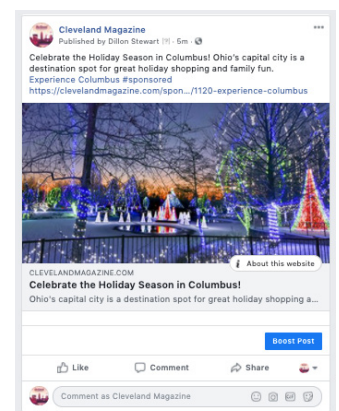 Cleveland Magazine
Published by Dillon Stewart [?] · 5m ·
Celebrate the Holiday Season in Columbus! Ohio's capital city is a
destination spot for great holiday shopping and family fun.
Experience Columbus #sponsored
https://clevelandmagazine.com/spon.../1120-experience-columbus
i About this website
CLEVELANDMAGAZINE.COM
Celebrate the Holiday Season in Columbus!
Ohio's capital city is a destination spot for great holiday shopping a...
Boost Post
Like Comment Share
Comment as Cleveland Magazine